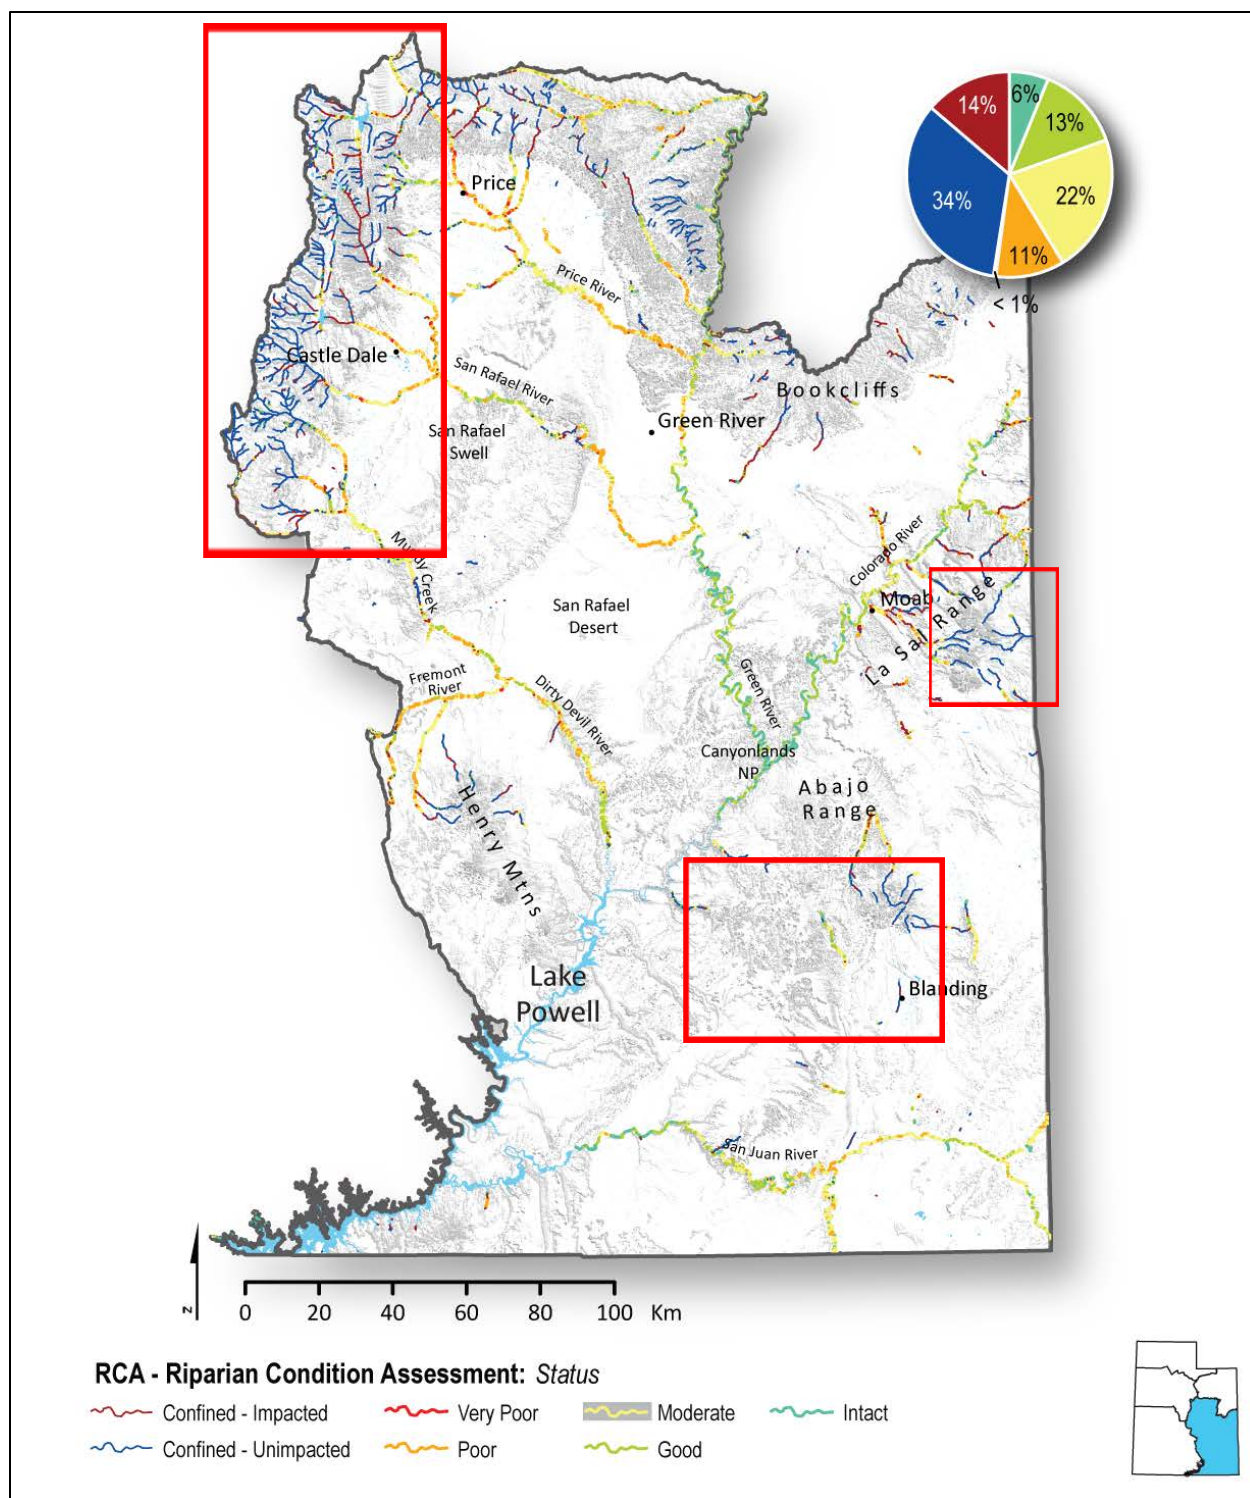 6%
14%
13%
34%
22%
11%
< 1%
Price
Price River
Castle Dale
San Rafael River
Bookcliffs
Green River
San Rafael
Swell
Muddy Creek
Colorado River
Moab
La Sal Range
San Rafael
Desert
Fremont
River
Dirty Devil River
Green River
Canyonlands
NP
Abajo
Range
Henry Mtns
Lake
Powell
Blanding
San Juan River
N
0 20 40 60 80 100 Km
RCA - Riparian Condition Assessment: Status
Confined - Impacted Very Poor Moderate Intact
Confined - Unimpacted Poor Good